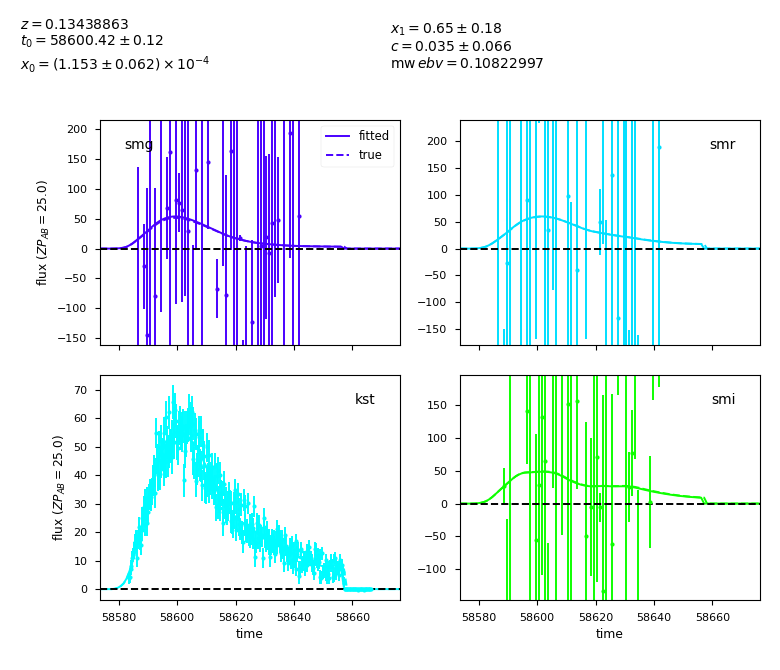 z = 0.13438863
t₀ = 58600.42 ± 0.12
x₀ = (1.153 ± 0.062) × 10⁻⁴
x₁ = 0.65 ± 0.18
c = 0.035 ± 0.066
mw ebv = 0.10822997
smg
fitted
true
flux (ZP_AB = 25.0)
200
150
100
50
0
−50
−100
−150
smr
200
150
100
50
0
−50
−100
−150
kst
flux (ZP_AB = 25.0)
70
60
50
40
30
20
10
0
58580 58600 58620 58640 58660
time
smi
150
100
50
0
−50
−100
58580 58600 58620 58640 58660
time